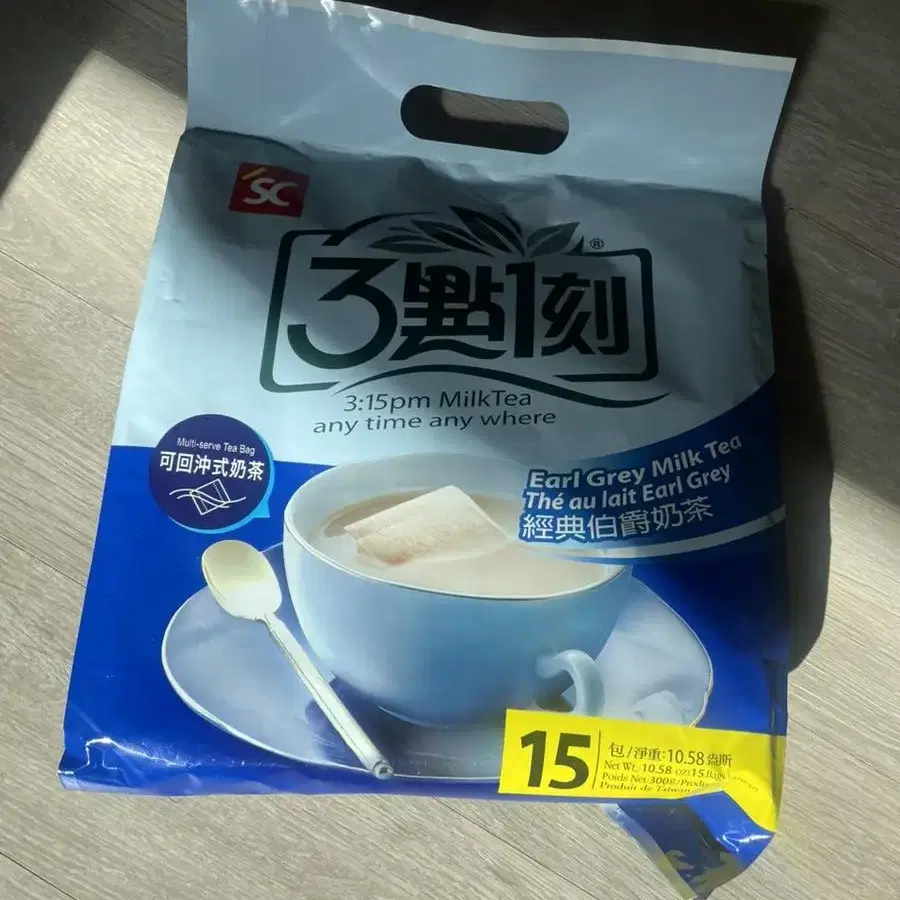 SC
3點1刻®
3:15pm MilkTea
any time any where
Multi-serve Tea Bag
可回沖式奶茶
Earl Grey Milk Tea
Thé au lait Earl Grey
經典伯爵奶茶
15
包/淨重:10.58盎斯
Net Wt. 10.58 oz/15 Bags
Poids Net 300g/Produc
Produit de Taiwan